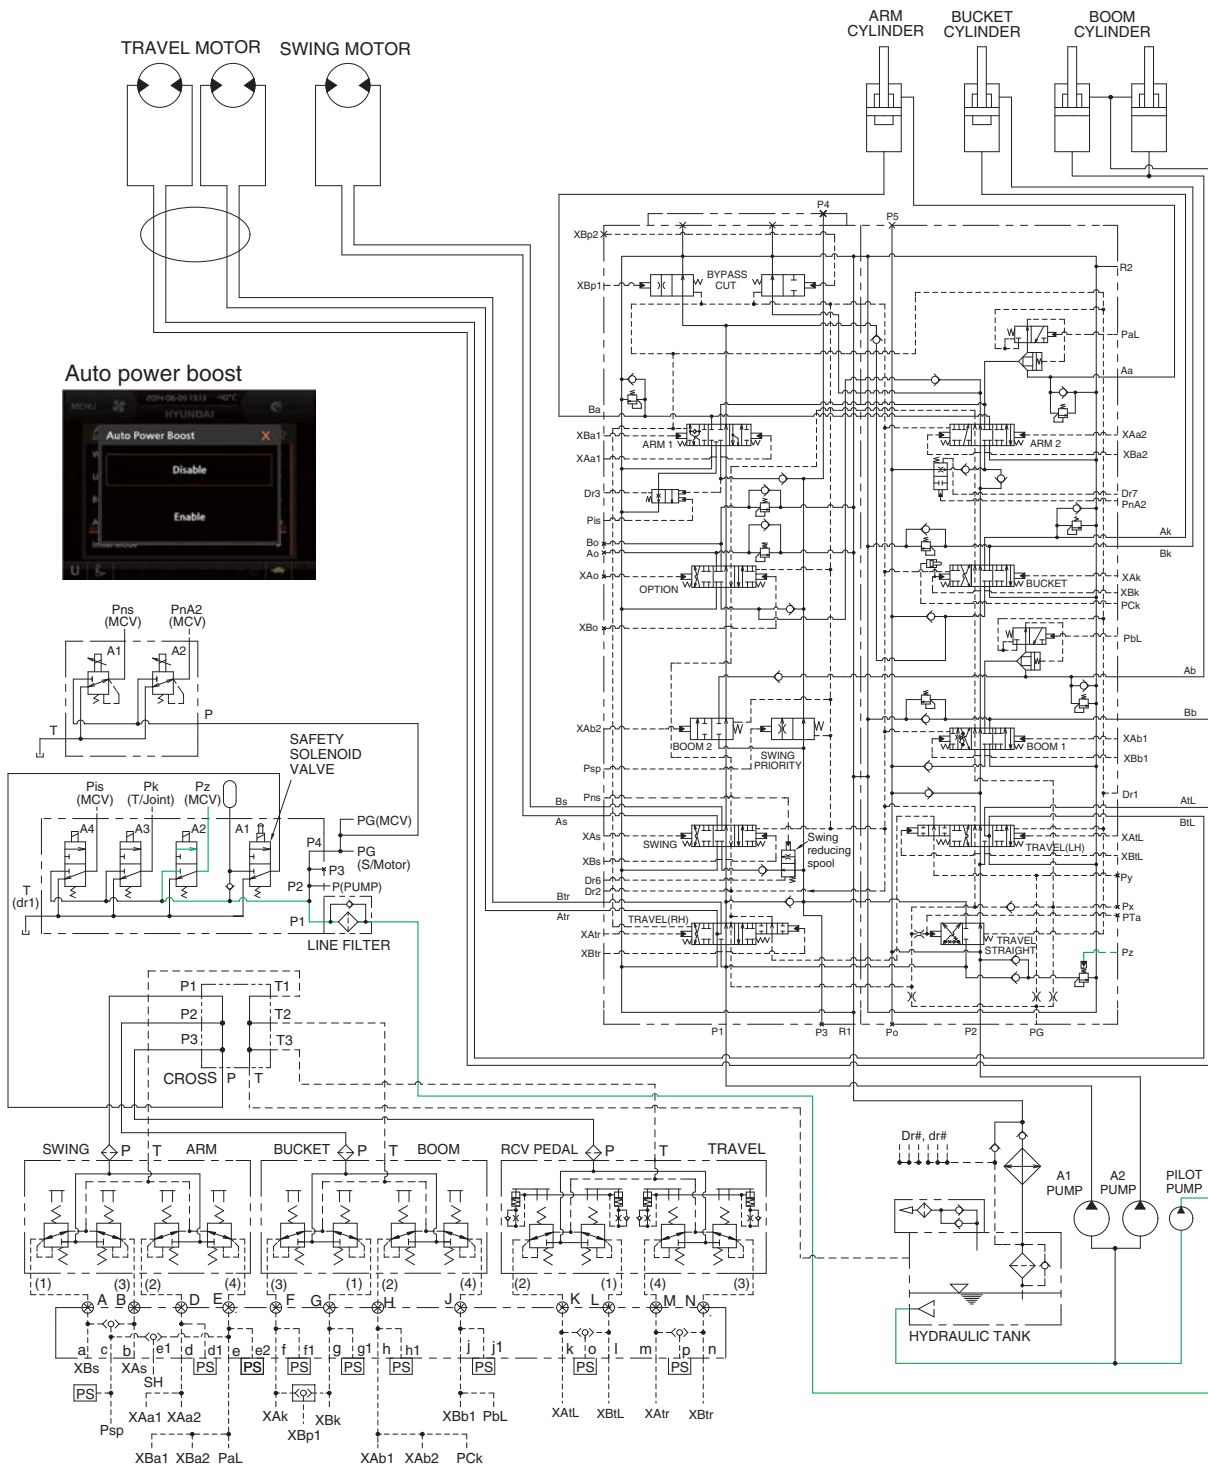 TRAVEL MOTOR
SWING MOTOR
ARM
CYLINDER
BUCKET
CYLINDER
BOOM
CYLINDER
P4
P5
XBp2
R2
XBp1
BYPASS
CUT
PaL
Aa
Auto power boost
MENU
HYUNDAI
Auto Power Boost
X
Disable
Enable
U
Ba
XBa1
ARM 1
ARM 2
XAa2
XAa1
XBa2
Dr3
Dr7
PnA2
Pis
Bo
Ao
Ak
Bk
XAo
OPTION
BUCKET
XAk
XBk
PCk
XBo
PbL
Ab
Bb
XAb2
BOOM 2
SWING
PRIORITY
BOOM 1
XAb1
XBb1
Psp
Pns
Dr1
Bs
As
AtL
BtL
XAs
SWING
Swing
reducing
spool
TRAVEL(LH)
XAtL
XBs
XBtL
Dr6
Dr2
Py
Btr
Atr
Px
PTa
TRAVEL(RH)
XAtr
XBtr
TRAVEL
STRAIGHT
Pz
P1
P3
R1
Po
P2
PG
Pns
(MCV)
PnA2
(MCV)
A1
A2
P
T
SAFETY
SOLENOID
VALVE
Pis
(MCV)
Pk
(T/Joint)
Pz
(MCV)
A4
A3
A2
A1
PG(MCV)
P4
PG
(S/Motor)
P3
P2
P(PUMP)
T
(dr1)
P1
LINE FILTER
P1
T1
P2
T2
P3
T3
CROSS
P
T
SWING
P
T
ARM
BUCKET
P
T
BOOM
RCV PEDAL
P
T
TRAVEL
Dr#, dr#
A1
PUMP
A2
PUMP
PILOT
PUMP
HYDRAULIC TANK
(1)
(3)
(2)
(4)
(3)
(1)
(2)
(4)
(2)
(1)
(4)
(3)
A
B
D
E
F
G
H
J
K
L
M
N
a
c
b
e1
d
d1
e
e2
f
f1
g
g1
h
h1
j
j1
k
o
l
m
p
n
XBs
XAs
SH
PS
PS
PS
PS
PS
PS
PS
PS
PS
Psp
XAa1
XAa2
XAk
XBp1
XBk
XBb1
PbL
XAtL
XBtL
XAtr
XBtr
XBa1
XBa2
PaL
XAb1
XAb2
PCk